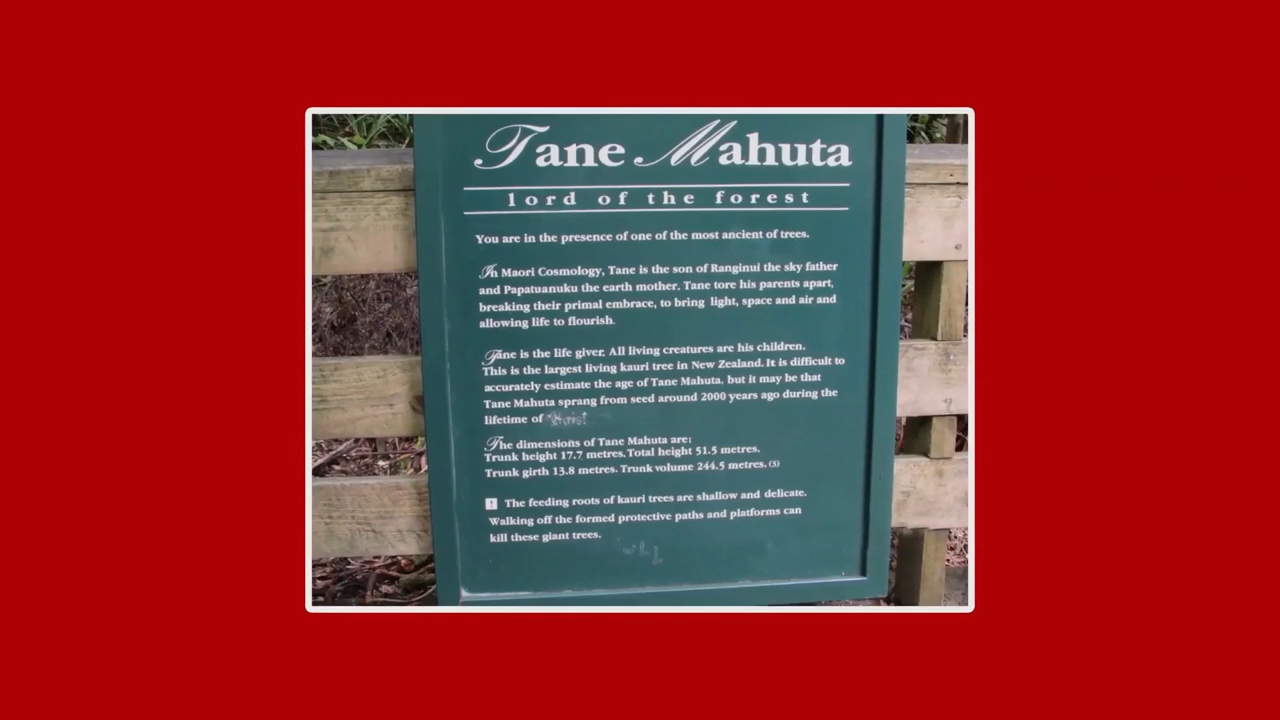 Tane Mahuta
lord of the forest
You are in the presence of one of the most ancient of trees.
In Maori Cosmology, Tane is the son of Ranginui the sky father
and Papatuanuku the earth mother. Tane tore his parents apart,
breaking their primal embrace, to bring light, space and air and
allowing life to flourish.
Tane is the life giver. All living creatures are his children.
This is the largest living kauri tree in New Zealand. It is difficult to
accurately estimate the age of Tane Mahuta, but it may be that
Tane Mahuta sprang from seed around 2000 years ago during the
lifetime of
The dimensions of Tane Mahuta are:
Trunk height 17.7 metres. Total height 51.5 metres.
Trunk girth 13.8 metres. Trunk volume 244.5 metres. (3)
! The feeding roots of kauri trees are shallow and delicate.
Walking off the formed protective paths and platforms can
kill these giant trees.